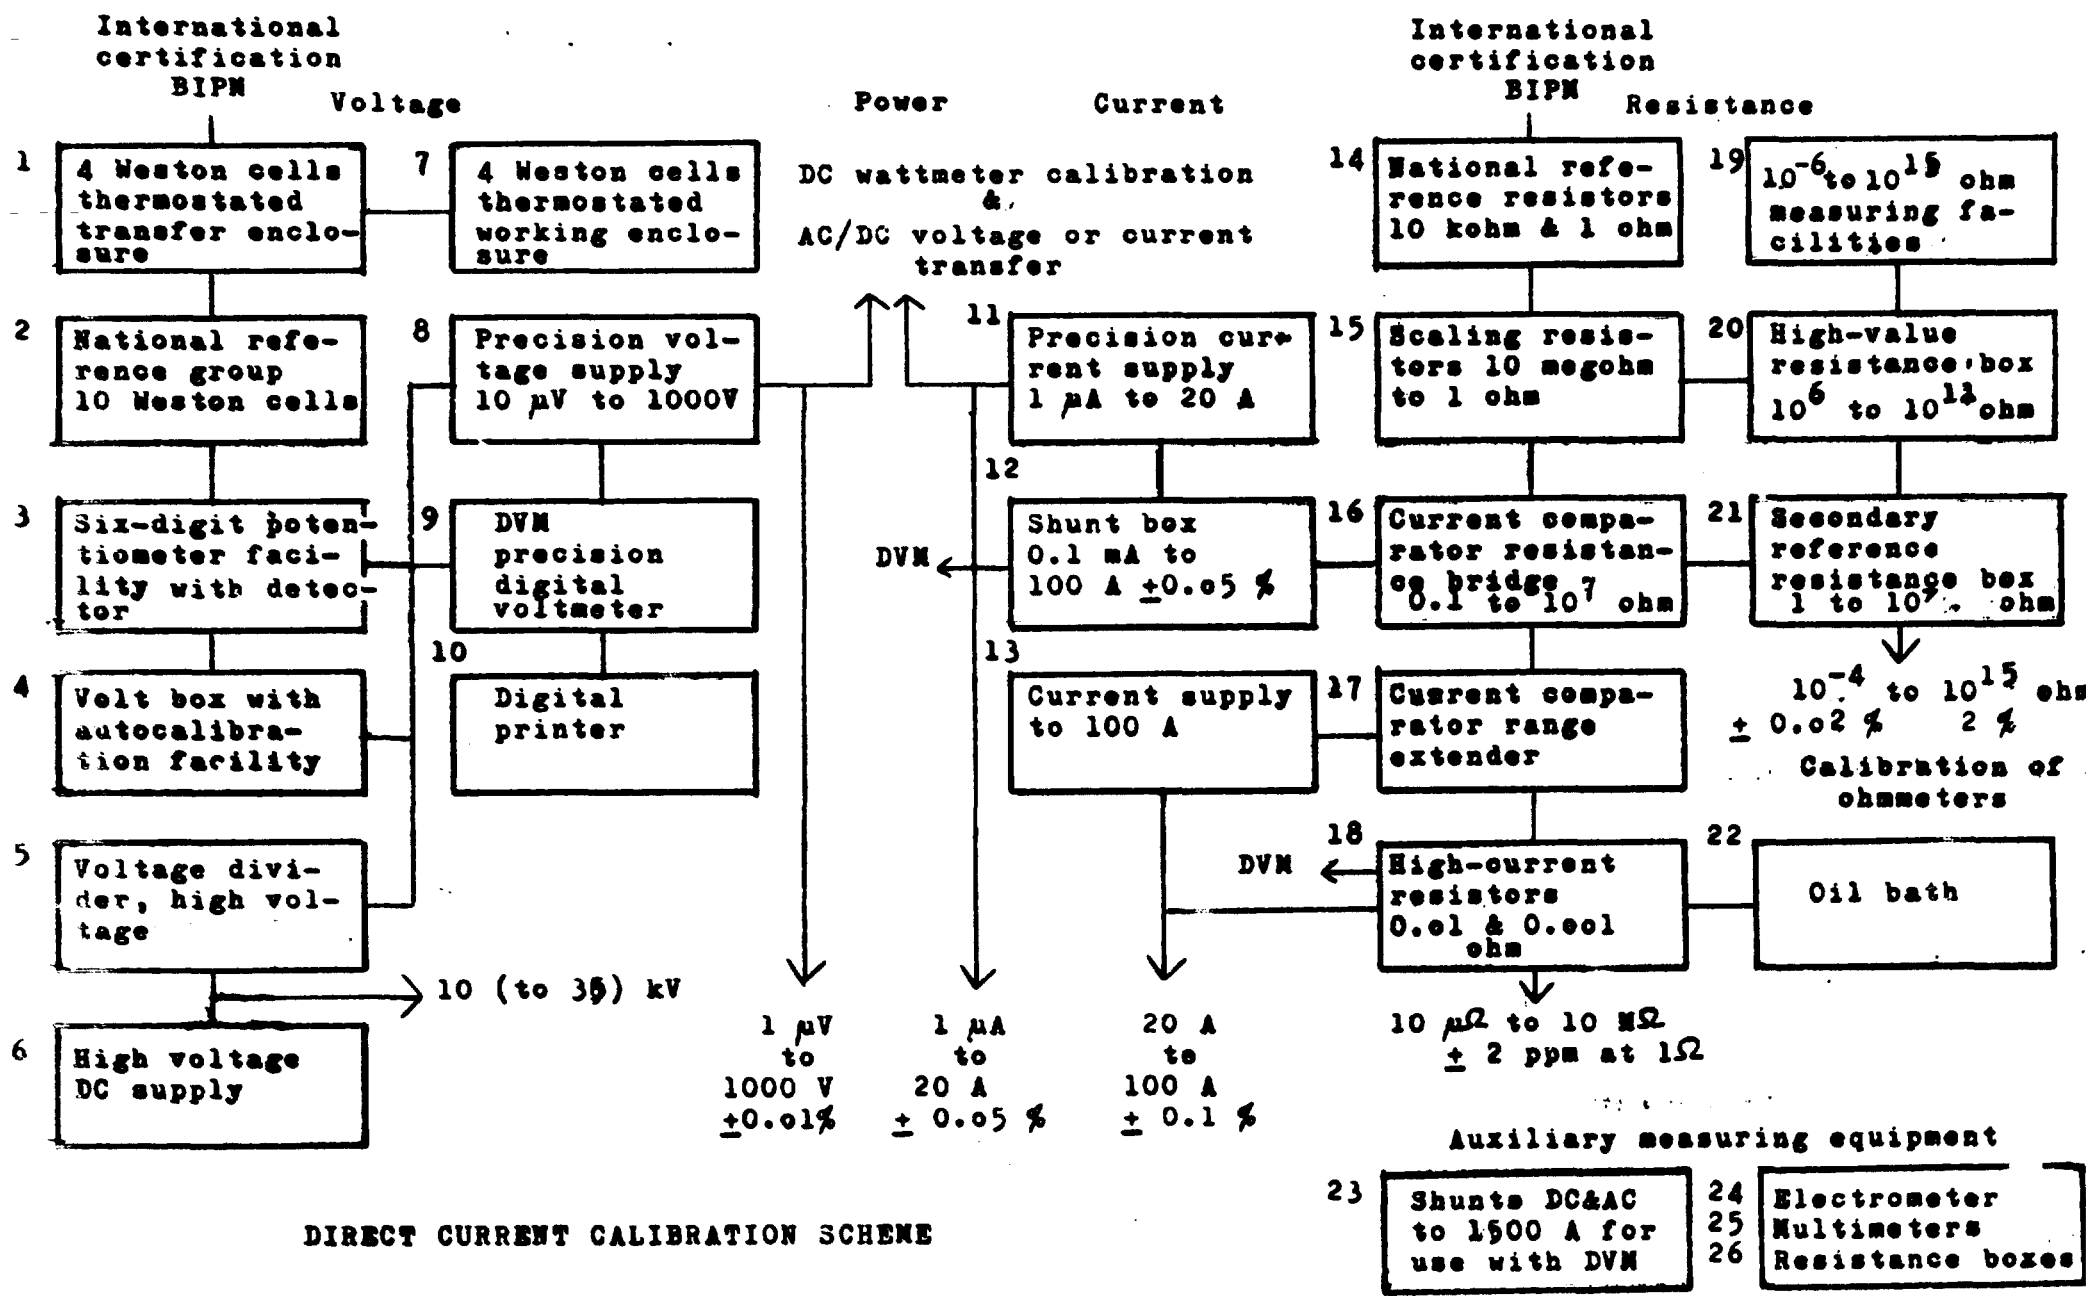 International
certification
BIPM
Voltage
1
4 Weston cells
thermostated
transfer enclo-
sure
7
4 Weston cells
thermostated
working enclo-
sure
2
National refe-
rence group
10 Weston cells
8
Precision vol-
tage supply
10 µV to 1000V
3
Six-digit poten-
tiometer faci-
lity with detec-
tor
9
DVM
precision
digital
voltmeter
4
Volt box with
autocalibra-
tion facility
10
Digital
printer
5
Voltage divi-
der, high vol-
tage
10 (to 35) kV
6
High voltage
DC supply
Power
Current
DC wattmeter calibration
&
AC/DC voltage or current
transfer
11
Precision cur-
rent supply
1 µA to 20 A
12
Shunt box
0.1 mA to
100 A ±0.o5 %
DVM
13
Current supply
to 100 A
1 µV
to
1000 V
±0.o1%
1 µA
to
20 A
± 0.o5 %
20 A
to
100 A
± 0.1 %
International
certification
BIPM
Resistance
14
National refe-
rence resistors
10 kohm & 1 ohm
19
10⁻⁶ to 10¹⁵ ohm
measuring fa-
cilities
15
Scaling resis-
tors 10 megohm
to 1 ohm
20
High-value
resistance box
10⁶ to ohm
16
Current compa-
rator resistan-
ce bridge
0.1 to 10⁷ ohm
21
Secondary
reference
resistance box
1 to ohm
10⁻⁴ to 10¹⁵ ohm
± 0.o2 % 2 %
Calibration of
ohmmeters
17
Current compa-
rator range
extender
18
High-current
resistors
0.o1 & 0.oo1
ohm
DVM
22
Oil bath
10 µΩ to 10 MΩ
± 2 ppm at 1Ω
Auxiliary measuring equipment
23
Shunts DC&AC
to 1500 A for
use with DVM
24 Electrometer
25 Multimeters
26 Resistance boxes
DIRECT CURRENT CALIBRATION SCHEME